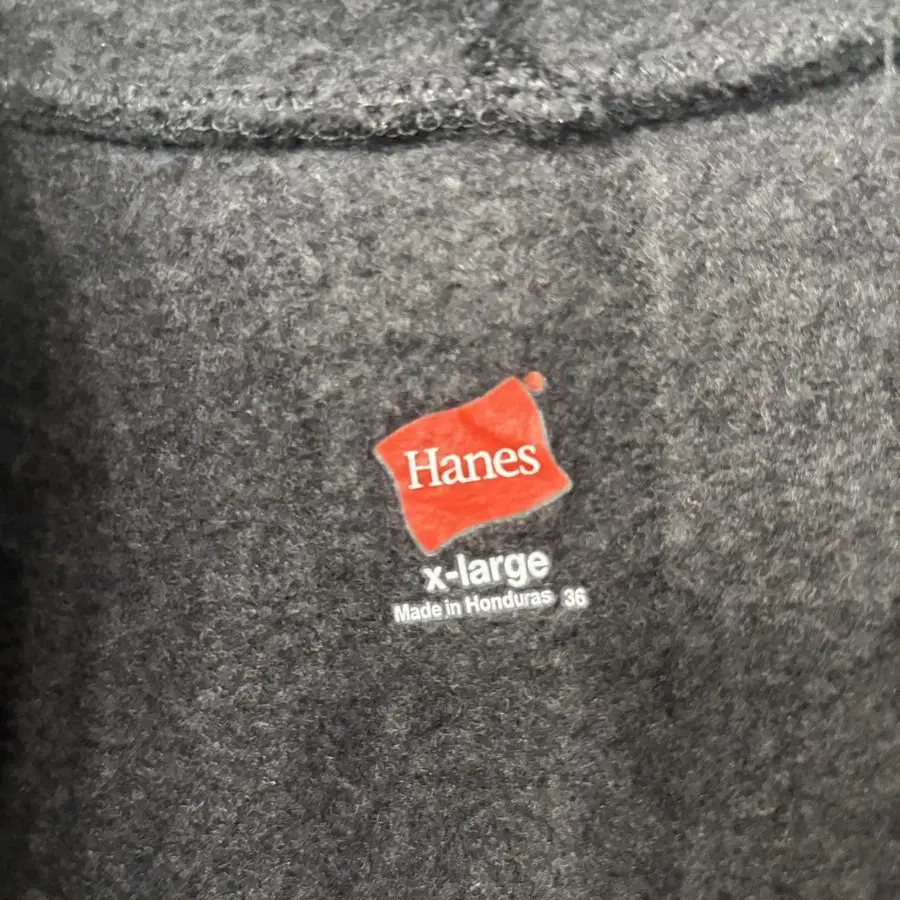 Hanes
x-large
Made in Honduras 36